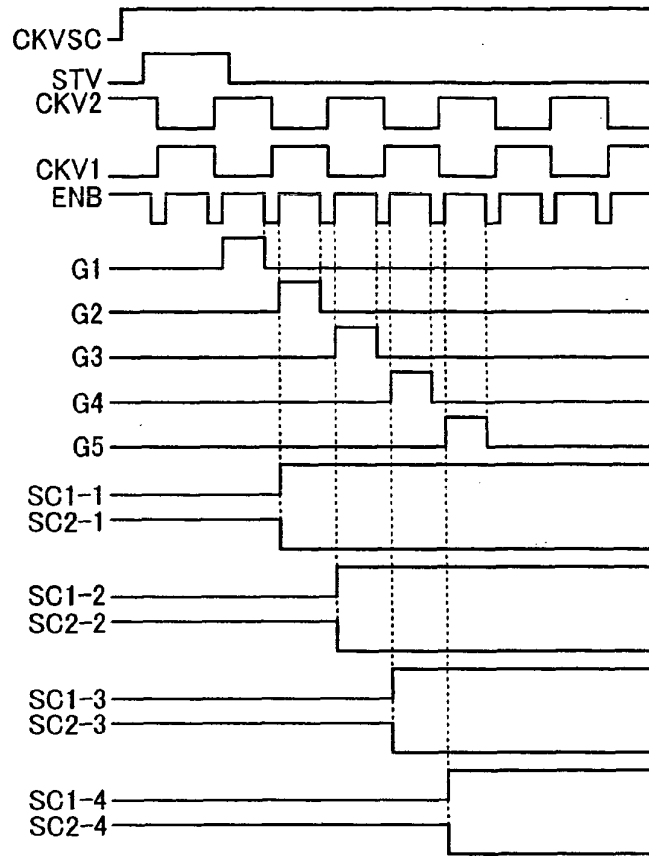 CKVSC
STV
CKV2
CKV1
ENB
G1
G2
G3
G4
G5
SC1-1
SC2-1
SC1-2
SC2-2
SC1-3
SC2-3
SC1-4
SC2-4